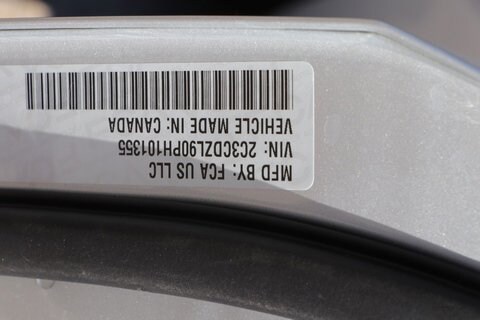 MFD BY: FCA US LLC
VIN: 2C3CDZL90PH101355
VEHICLE MADE IN: CANADA